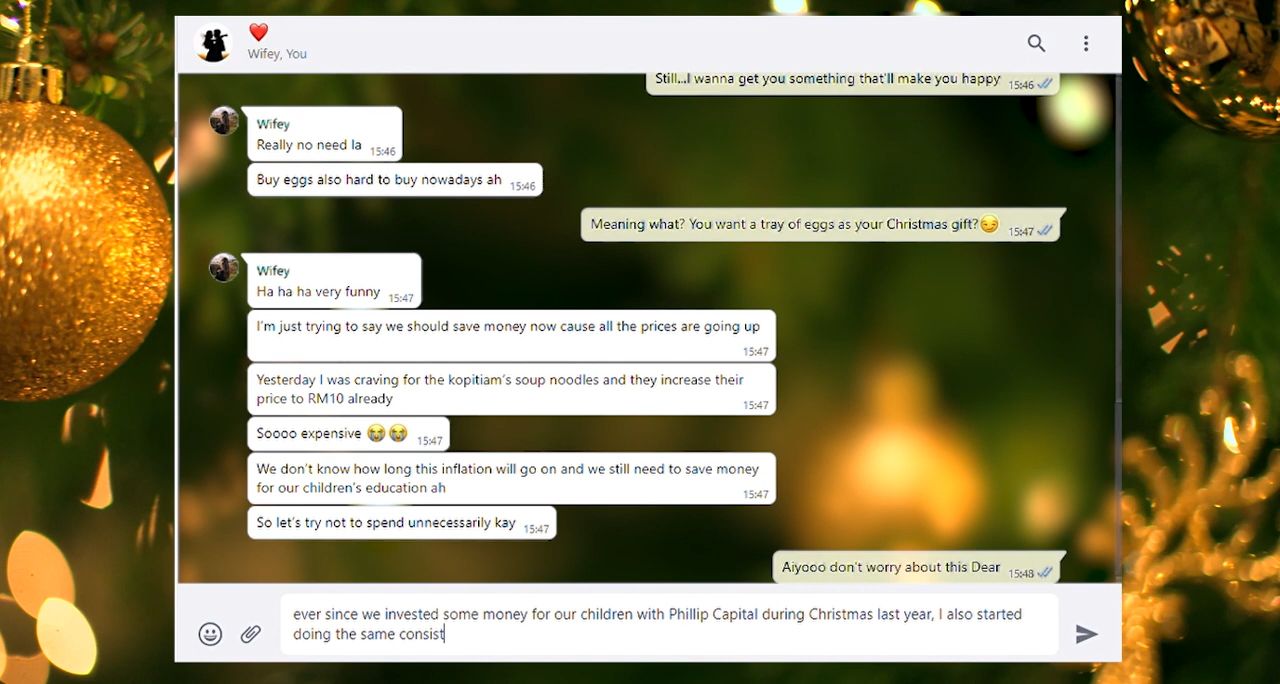 Wifey, You
Still...I wanna get you something that'll make you happy 15:46
Wifey
Really no need la 15:46
Buy eggs also hard to buy nowadays ah 15:46
Meaning what? You want a tray of eggs as your Christmas gift?😏 15:47
Wifey
Ha ha ha very funny 15:47
I'm just trying to say we should save money now cause all the prices are going up
15:47
Yesterday I was craving for the kopitiam's soup noodles and they increase their
price to RM10 already 15:47
Soooo expensive 😭😭 15:47
We don't know how long this inflation will go on and we still need to save money
for our children's education ah 15:47
So let's try not to spend unnecessarily kay 15:47
Aiyooo don't worry about this Dear 15:48
ever since we invested some money for our children with Phillip Capital during Christmas last year, I also started
doing the same consist